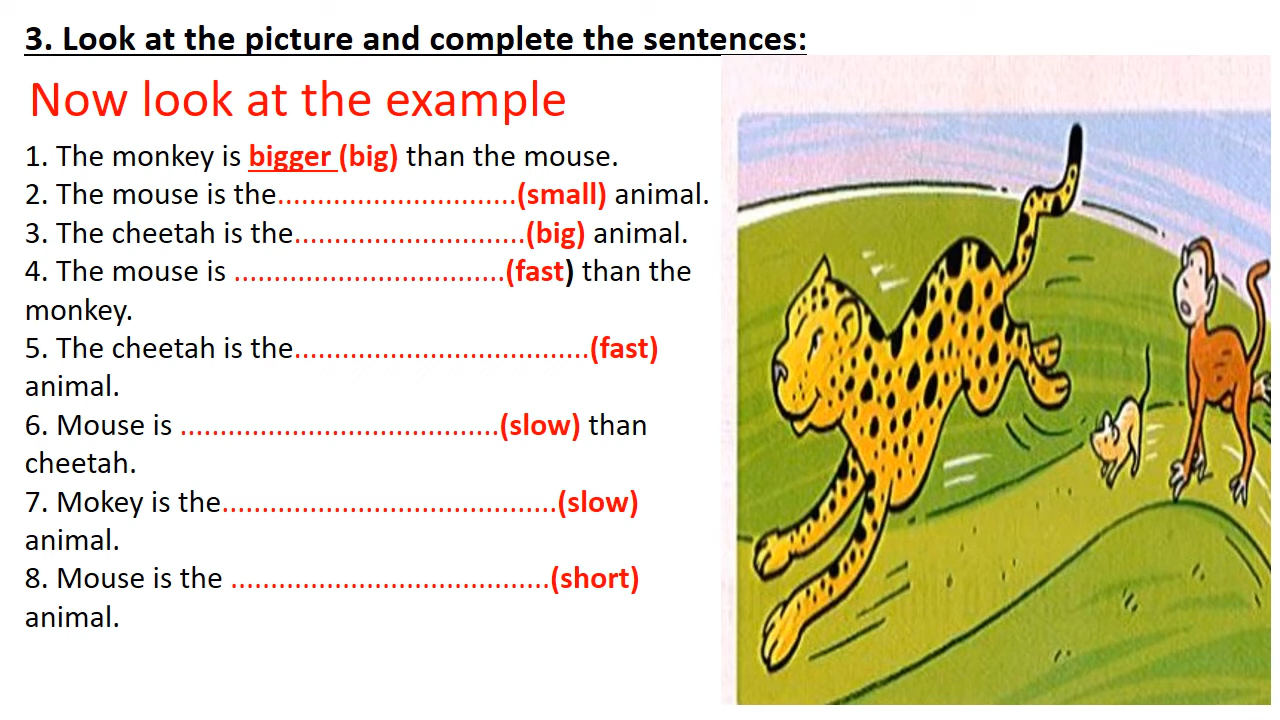 3. Look at the picture and complete the sentences:
Now look at the example
1. The monkey is bigger (big) than the mouse.
2. The mouse is the..............................(small) animal.
3. The cheetah is the.............................(big) animal.
4. The mouse is ..................................(fast) than the
monkey.
5. The cheetah is the.....................................(fast)
animal.
6. Mouse is ........................................(slow) than
cheetah.
7. Mokey is the..........................................(slow)
animal.
8. Mouse is the ........................................(short)
animal.